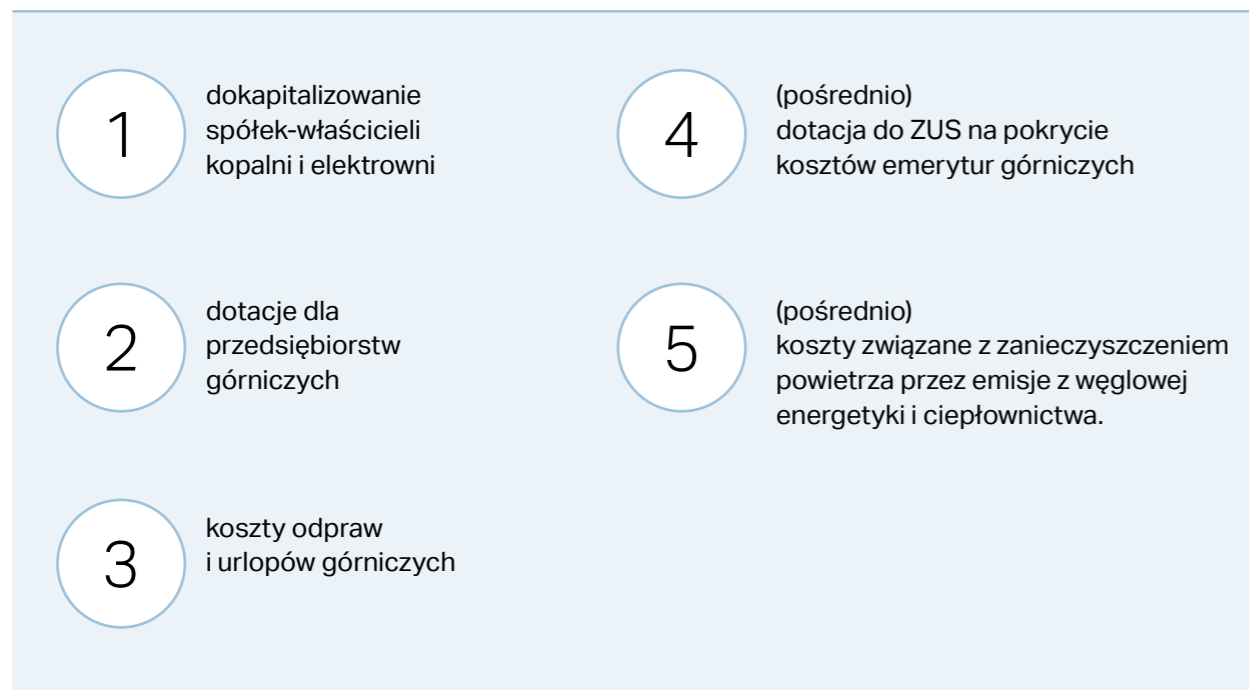 1
dokapitalizowanie
spółek-właścicieli
kopalni i elektrowni
2
dotacje dla
przedsiębiorstw
górniczych
3
koszty odpraw
i urlopów górniczych
4
(pośrednio)
dotacja do ZUS na pokrycie
kosztów emerytur górniczych
5
(pośrednio)
koszty związane z zanieczyszczeniem
powietrza przez emisje z węglowej
energetyki i ciepłownictwa.